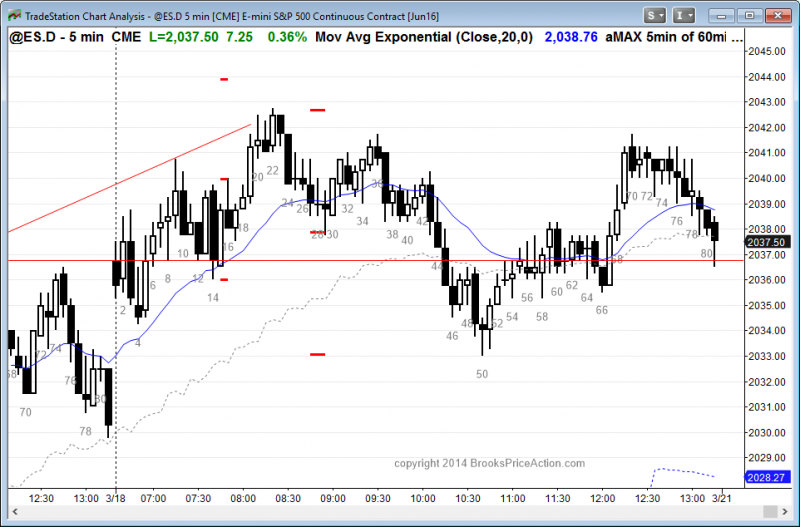 TradeStation Chart Analysis - @ES.D 5 min [CME] E-mini S&P 500 Continuous Contract [Jun16]
S I
@ES.D - 5 min CME L=2,037.50 7.25 0.36% Mov Avg Exponential (Close,20,0) 2,038.76 aMAX 5min of 60mi ...
2045.00
2044.00
2043.00
2042.00
2041.00
2040.00
2039.00
2038.00
2037.50
2037.00
2036.00
2035.00
2034.00
2033.00
2032.00
2031.00
2030.00
2029.00
2028.27
68 70 72 74 76 78 80
2 4 6 8 10 12 14 16 18 20 22 24 26 28 30 32 34 36 38 40 42 44 46 48 50 52 54 56 58 60 62 64 66 68 70 72 74 76 78 80
copyright 2014 BrooksPriceAction.com
12:30 13:00 3/18 07:00 07:30 08:00 08:30 09:00 09:30 10:00 10:30 11:00 11:30 12:00 12:30 13:00 3/21